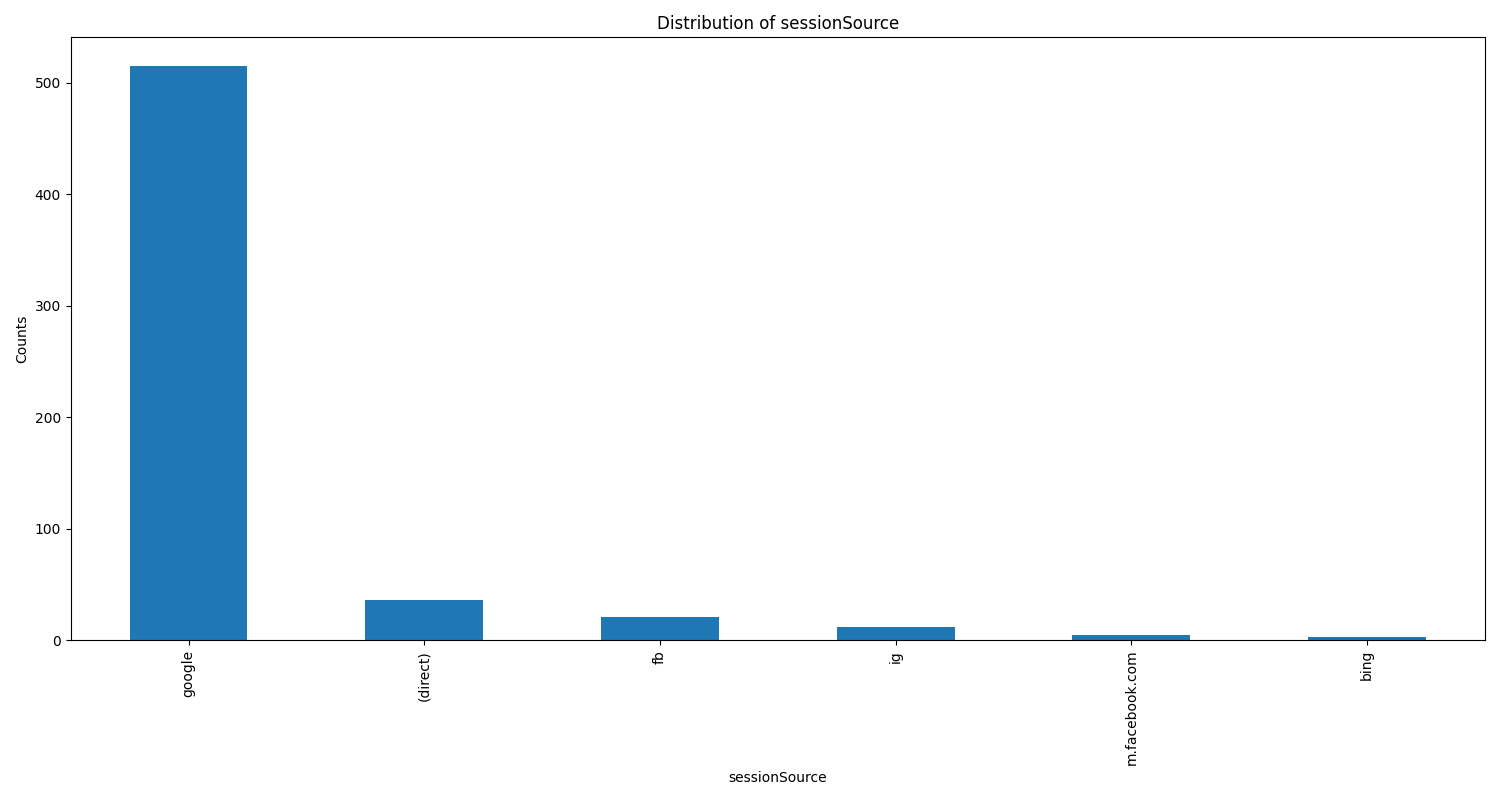 Distribution of sessionSource
500
400
300
200
100
0
Counts
google
(direct)
fb
ig
m.facebook.com
bing
sessionSource